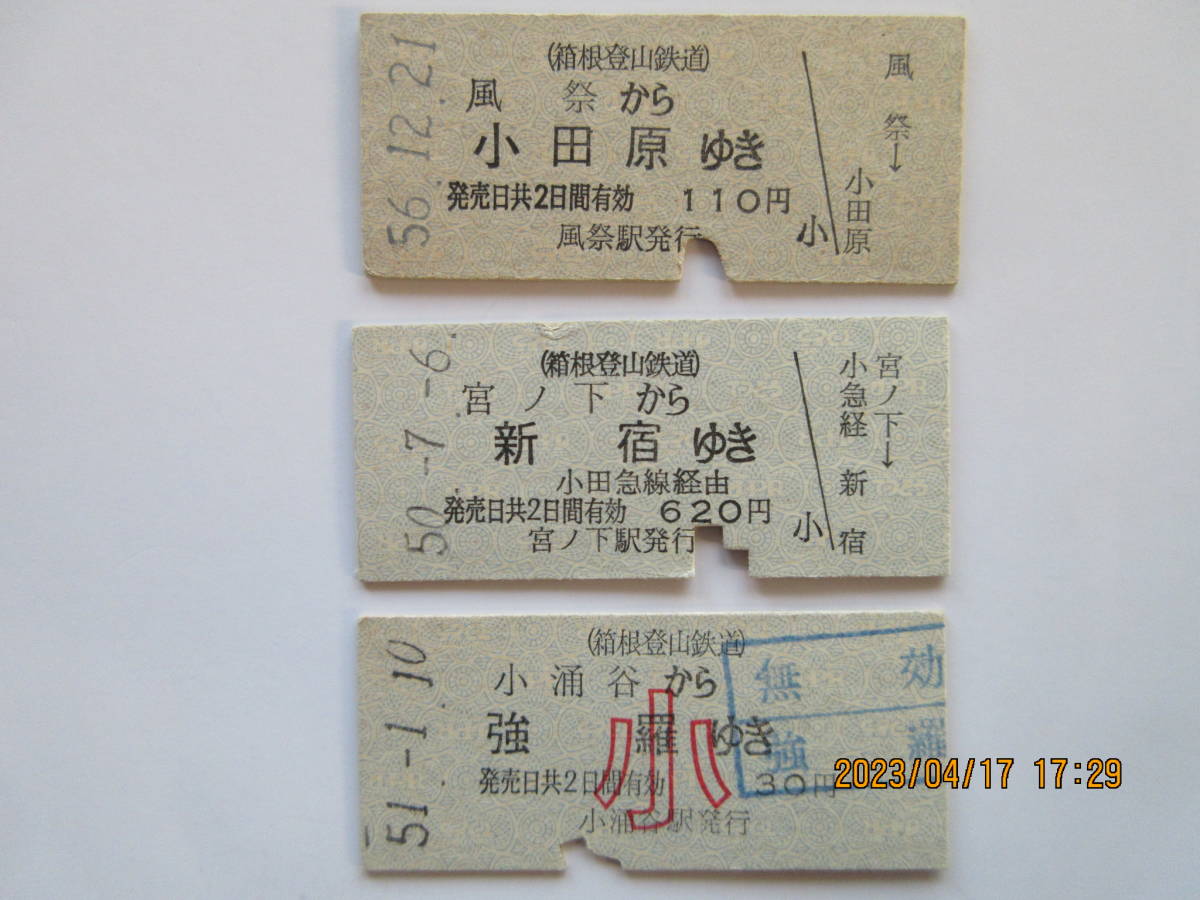 56.12.21
(箱根登山鉄道)
風祭から
小田原ゆき
発売日共2日間有効 110円
風祭駅発行
小
風祭→
小田原
50.-7.-6.
(箱根登山鉄道)
宮ノ下から
新宿ゆき
小田急線経由
発売日共2日間有効 620円
宮ノ下駅発行
小
宮ノ下→
小急経 新宿
51.-1.10
(箱根登山鉄道)
小涌谷から
強羅ゆき
発売日共2日間有効 30円
小涌谷駅発行
小
無効
強羅
2023/04/17 17:29